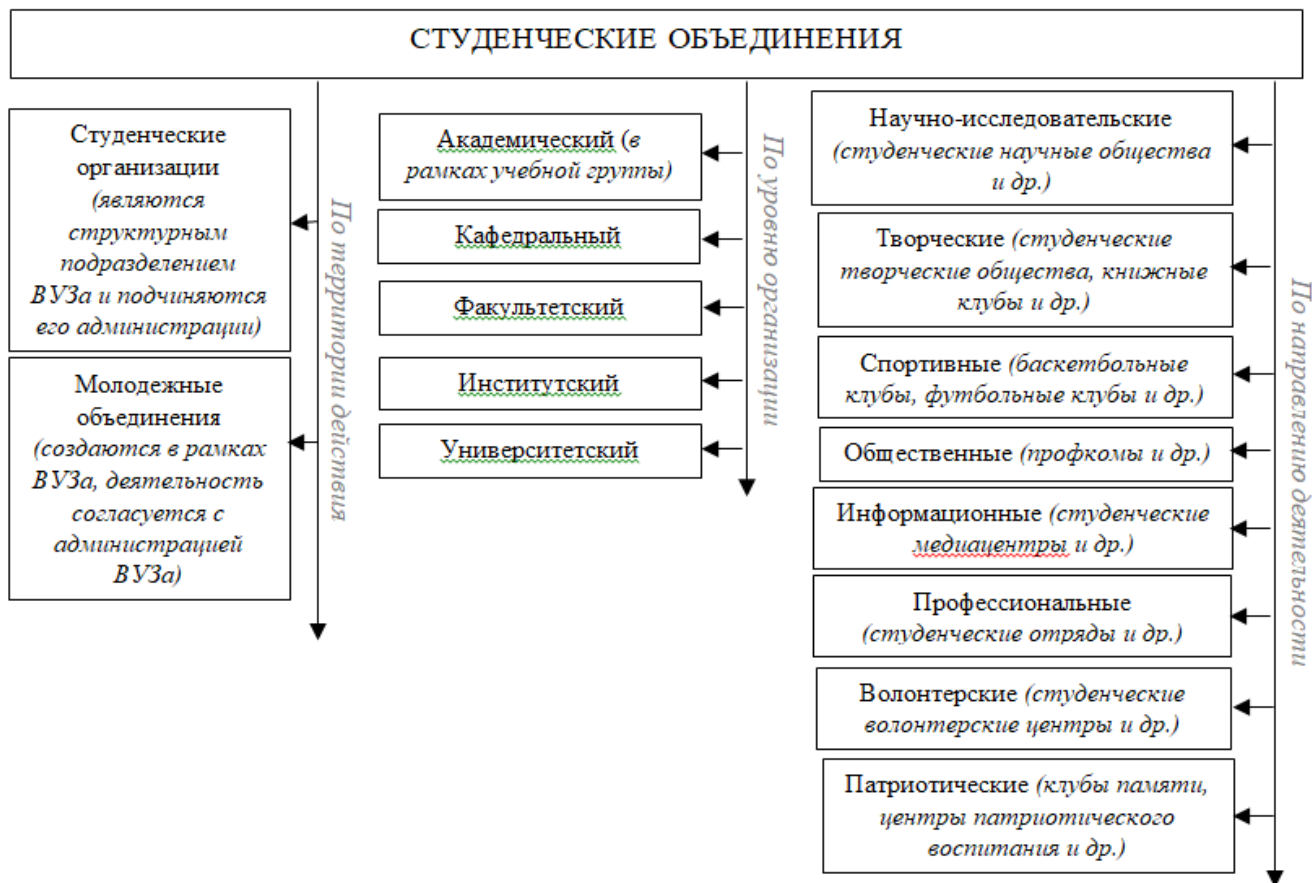 СТУДЕНЧЕСКИЕ ОБЪЕДИНЕНИЯ
Студенческие
организации
(являются
структурным
подразделением
ВУЗа и подчиняются
его администрации)
Молодежные
объединения
(создаются в рамках
ВУЗа, деятельность
согласуется с
администрацией
ВУЗа)
По территории действия
Академический (в
рамках учебной группы)
Кафедральный
Факультетский
Институтский
Университетский
По уровню организации
Научно-исследовательские
(студенческие научные общества
и др.)
Творческие (студенческие
творческие общества, книжные
клубы и др.)
Спортивные (баскетбольные
клубы, футбольные клубы и др.)
Общественные (профкомы и др.)
Информационные (студенческие
медиацентры и др.)
Профессиональные
(студенческие отряды и др.)
Волонтерские (студенческие
волонтерские центры и др.)
Патриотические (клубы памяти,
центры патриотического
воспитания и др.)
По направлению деятельности